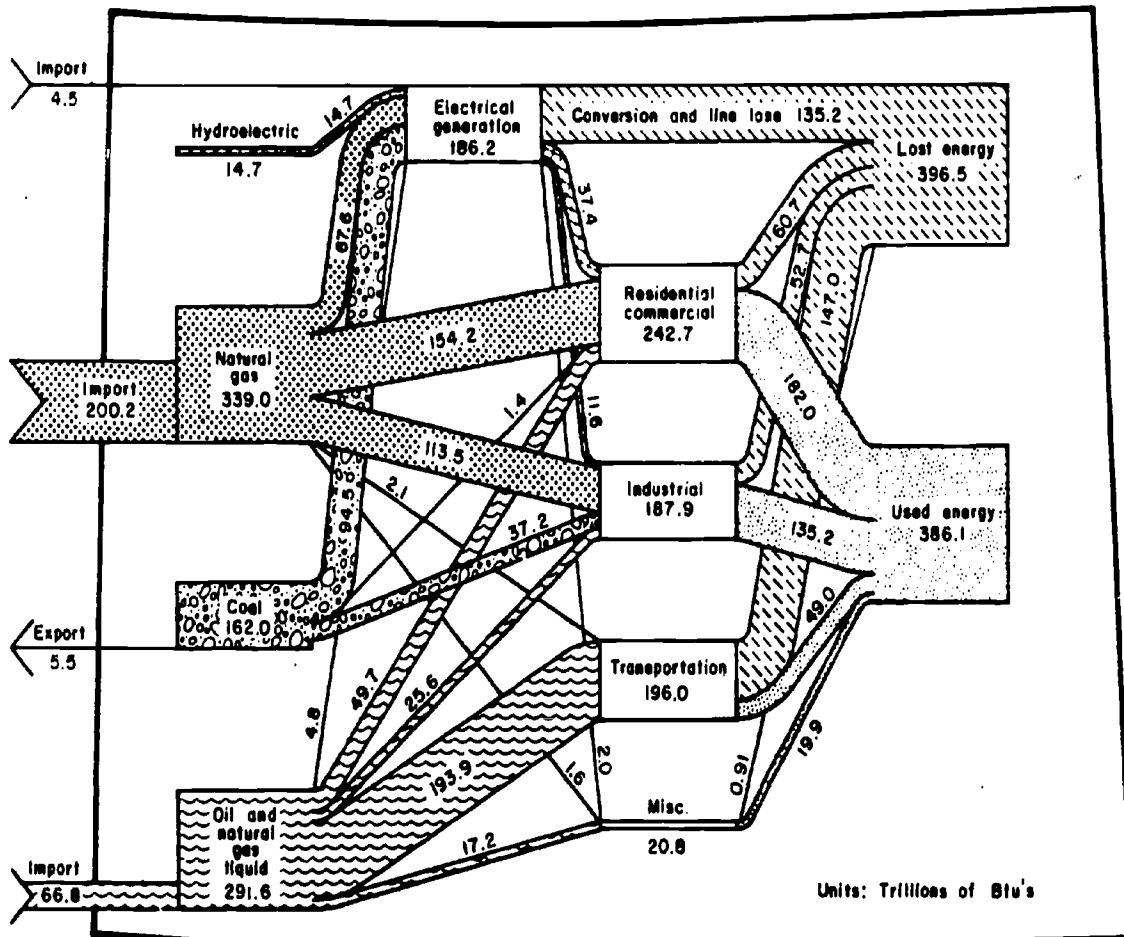 Import
4.5
Hydroelectric
14.7
14.7
Electrical
generation
186.2
Conversion and line lose 135.2
Lost energy
396.5
67.6
37.4
60.7
52.7
147.0
Residential
commercial
242.7
154.2
Natural
gas
339.0
Import
200.2
1.4
11.6
182.0
113.5
2.1
94.5
37.2
Industrial
187.9
135.2
Used energy
386.1
Coal
162.0
Export
5.5
49.0
Transportation
196.0
49.7
25.6
4.8
193.9
1.6
2.0
0.91
19.9
Misc.
20.8
17.2
Oil and
natural
gas
liquid
291.6
Import
66.8
Units: Trillions of Btu's